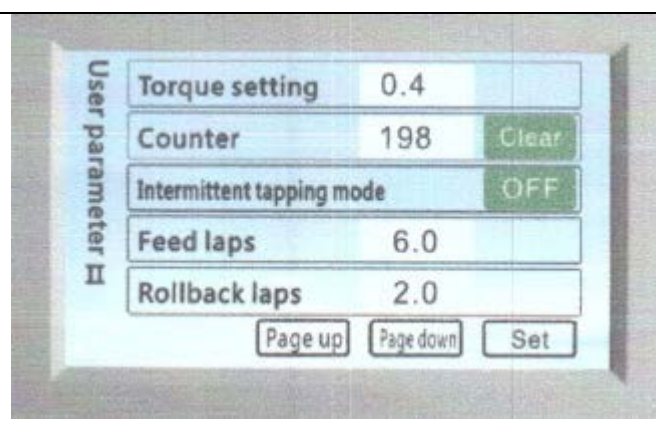 User parameter II
Torque setting 0.4
Counter 198 Clear
Intermittent tapping mode OFF
Feed laps 6.0
Rollback laps 2.0
Page up Page down Set